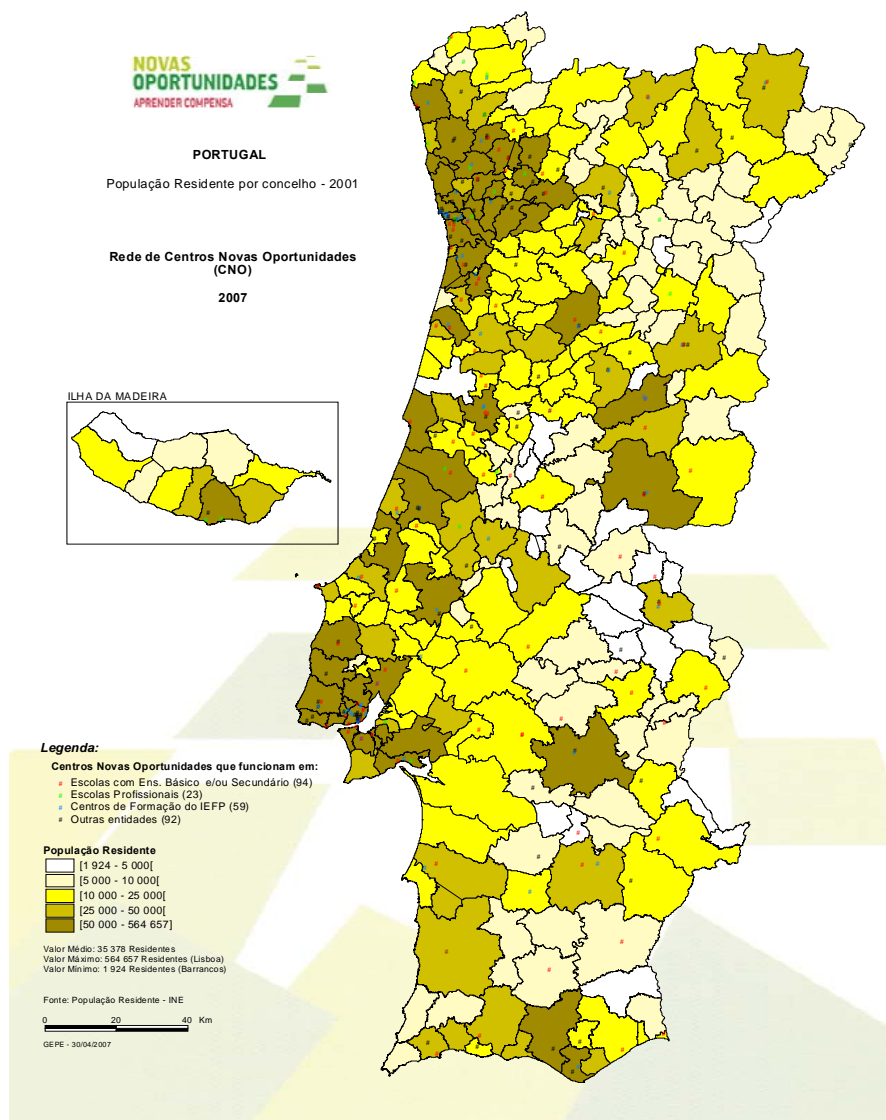 NOVAS
OPORTUNIDADES
APRENDER COMPENSA
PORTUGAL
População Residente por concelho - 2001
Rede de Centros Novas Oportunidades
(CNO)
2007
ILHA DA MADEIRA
Legenda:
Centros Novas Oportunidades que funcionam em:
# Escolas com Ens. Básico e/ou Secundário (94)
# Escolas Profissionais (23)
# Centros de Formação do IEFP (59)
# Outras entidades (92)
População Residente
[1 924 - 5 000[
[5 000 - 10 000[
[10 000 - 25 000[
[25 000 - 50 000[
[50 000 - 564 657]
Valor Médio: 35 378 Residentes
Valor Máximo: 564 657 Residentes (Lisboa)
Valor Mínimo: 1 924 Residentes (Barrancos)
Fonte: População Residente - INE
0 20 40 Km
GEPE - 30/04/2007